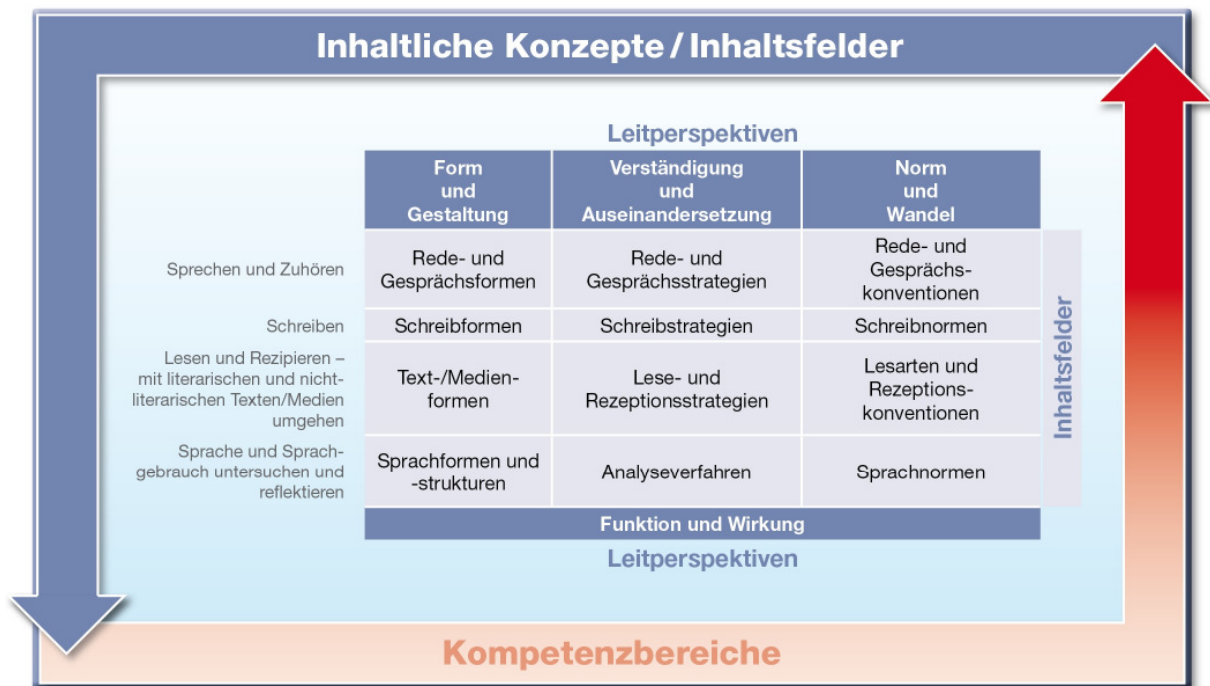 Inhaltliche Konzepte / Inhaltsfelder
Leitperspektiven
Form
und
Gestaltung
Verständigung
und
Auseinandersetzung
Norm
und
Wandel
Sprechen und Zuhören
Rede- und
Gesprächsformen
Rede- und
Gesprächsstrategien
Rede- und
Gesprächs-
konventionen
Schreiben
Schreibformen
Schreibstrategien
Schreibnormen
Lesen und Rezipieren –
mit literarischen und nicht-
literarischen Texten/Medien
umgehen
Text-/Medien-
formen
Lese- und
Rezeptionsstrategien
Lesarten und
Rezeptions-
konventionen
Sprache und Sprach-
gebrauch untersuchen und
reflektieren
Sprachformen und
-strukturen
Analyseverfahren
Sprachnormen
Inhaltsfelder
Funktion und Wirkung
Leitperspektiven
Kompetenzbereiche